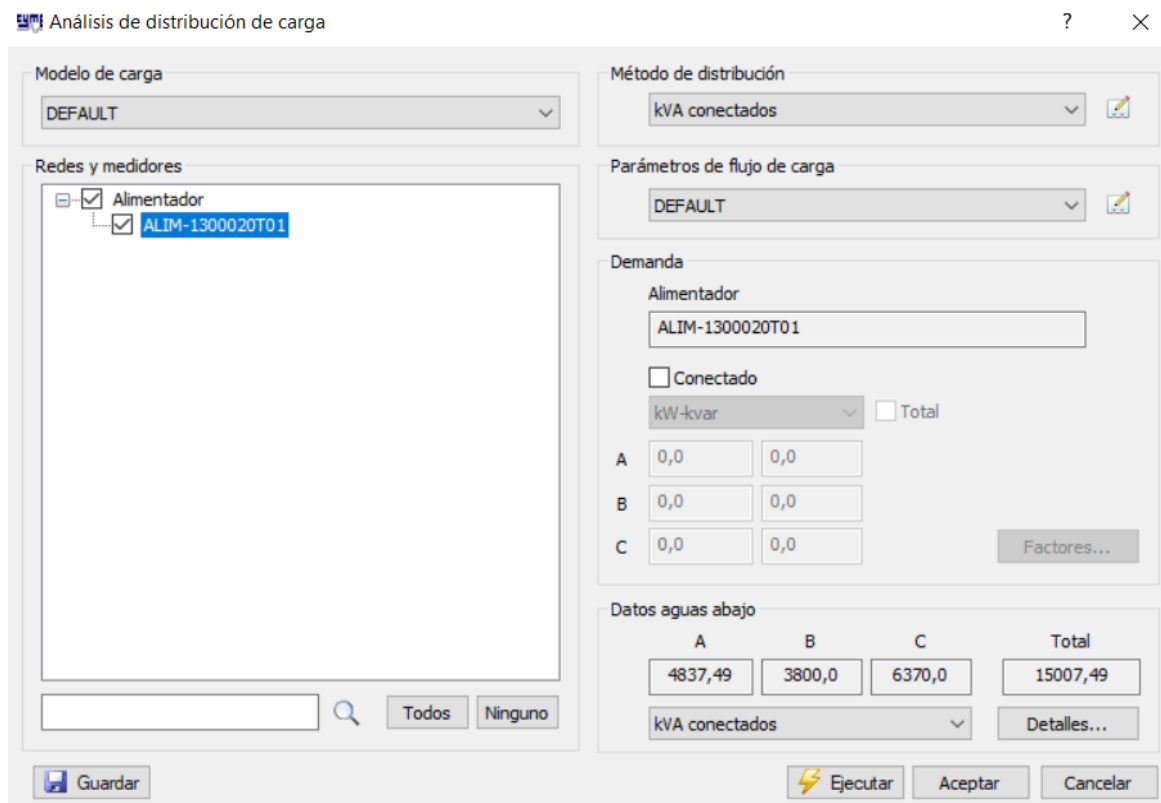 Análisis de distribución de carga
?
Modelo de carga
DEFAULT
Método de distribución
kVA conectados
Redes y medidores
Alimentador
ALIM-1300020T01
Parámetros de flujo de carga
DEFAULT
Demanda
Alimentador
ALIM-1300020T01
Conectado
kW-kvar Total
A 0,0 0,0
B 0,0 0,0
C 0,0 0,0 Factores...
Datos aguas abajo
A B C Total
4837,49 3800,0 6370,0 15007,49
kVA conectados Detalles...
Todos Ninguno
Guardar Ejecutar Aceptar Cancelar